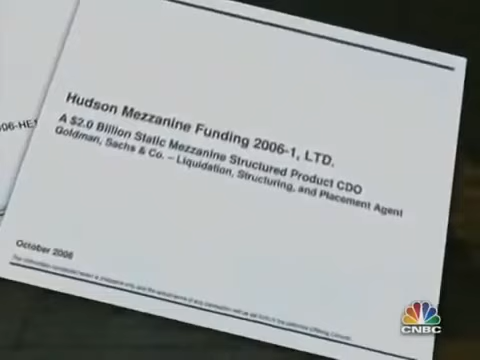 06-HE
Hudson Mezzanine Funding 2006-1, LTD.
A $2.0 Billion Static Mezzanine Structured Product CDO
Goldman, Sachs & Co. – Liquidation, Structuring, and Placement Agent
October 2006
CNBC